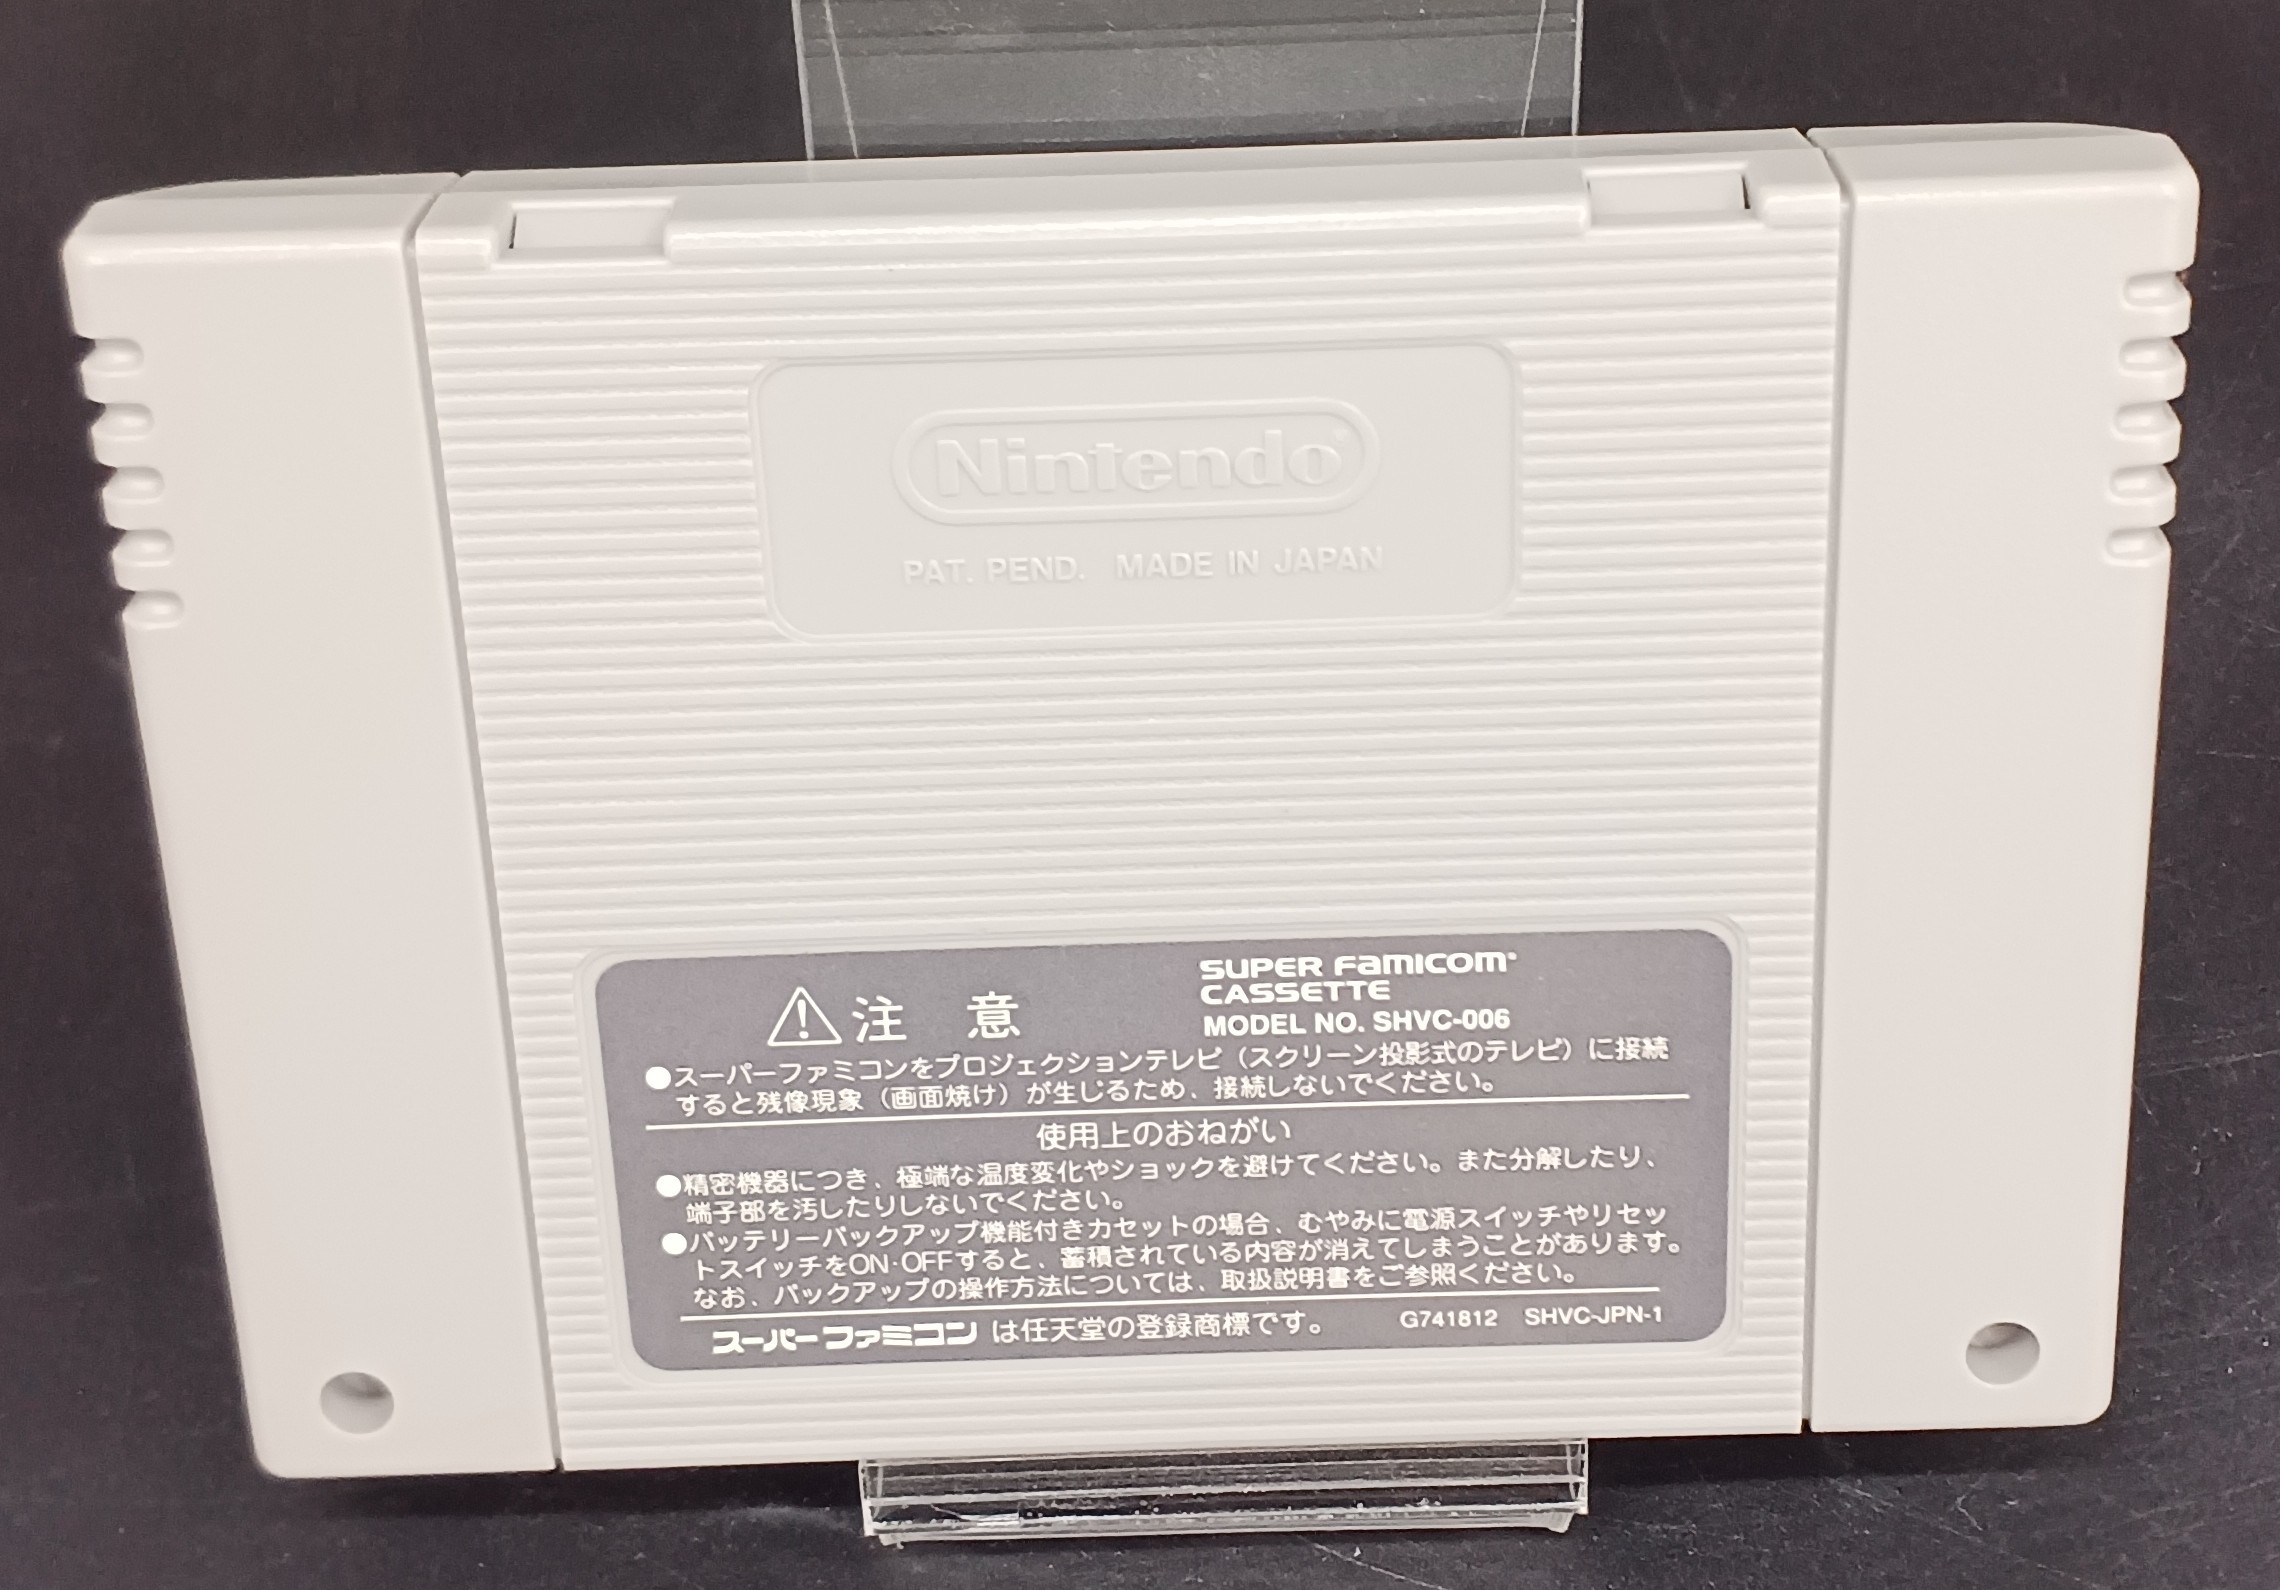 Nintendo®
PAT. PEND. MADE IN JAPAN
SUPER FAMICOM®
CASSETTE
⚠注 意
MODEL NO. SHVC-006
●スーパーファミコンをプロジェクションテレビ（スクリーン投影式のテレビ）に接続
すると残像現象（画面焼け）が生じるため、接続しないでください。
使用上のおねがい
●精密機器につき、極端な温度変化やショックを避けてください。また分解したり、
端子部を汚したりしないでください。
●バッテリーバックアップ機能付きカセットの場合、むやみに電源スイッチやリセッ
トスイッチをON·OFFすると、蓄積されている内容が消えてしまうことがあります。
なお、バックアップの操作方法については、取扱説明書をご参照ください。
スーパーファミコン は任天堂の登録商標です。 G741812 SHVC-JPN-1